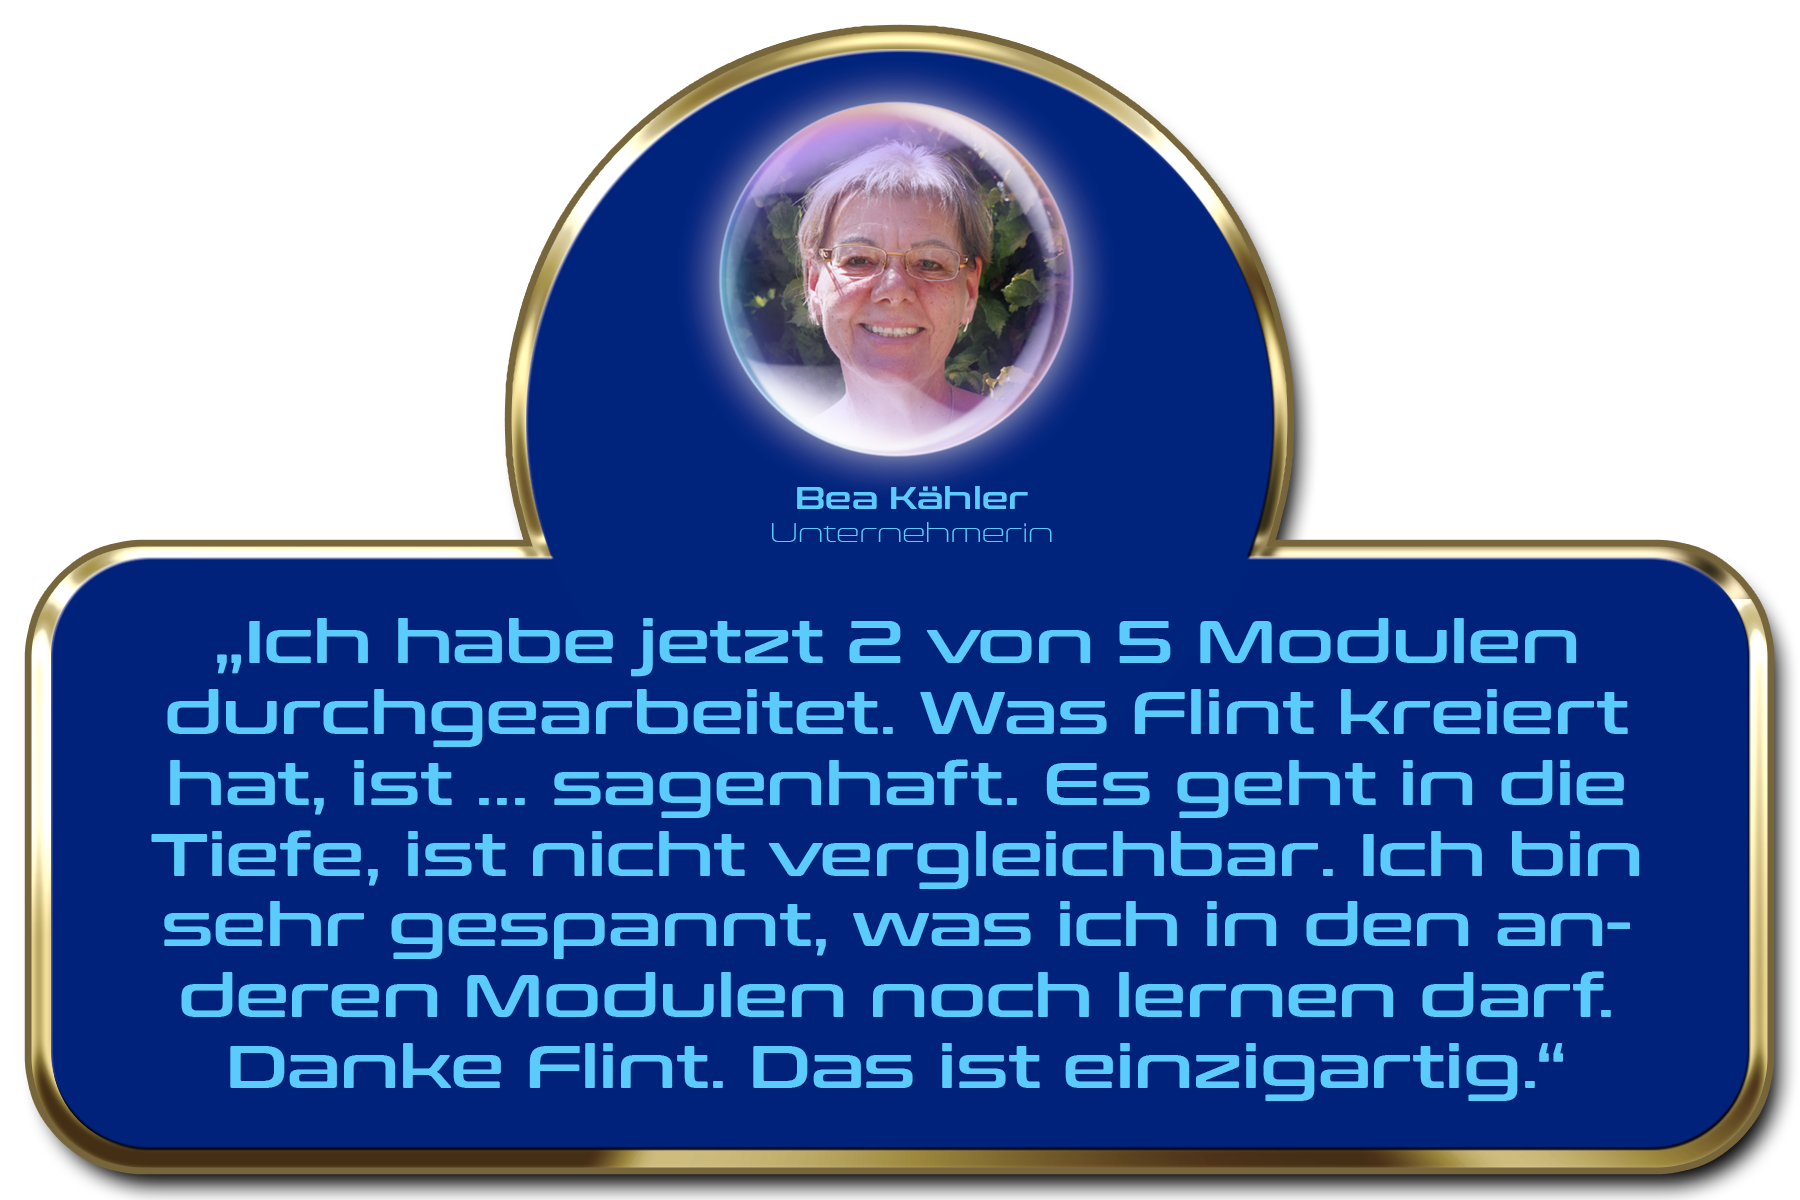 Bea Kähler
Unternehmerin
„Ich habe jetzt 2 von 5 Modulen
durchgearbeitet. Was Flint kreiert
hat, ist ... sagenhaft. Es geht in die
Tiefe, ist nicht vergleichbar. Ich bin
sehr gespannt, was ich in den an-
deren Modulen noch lernen darf.
Danke Flint. Das ist einzigartig.“